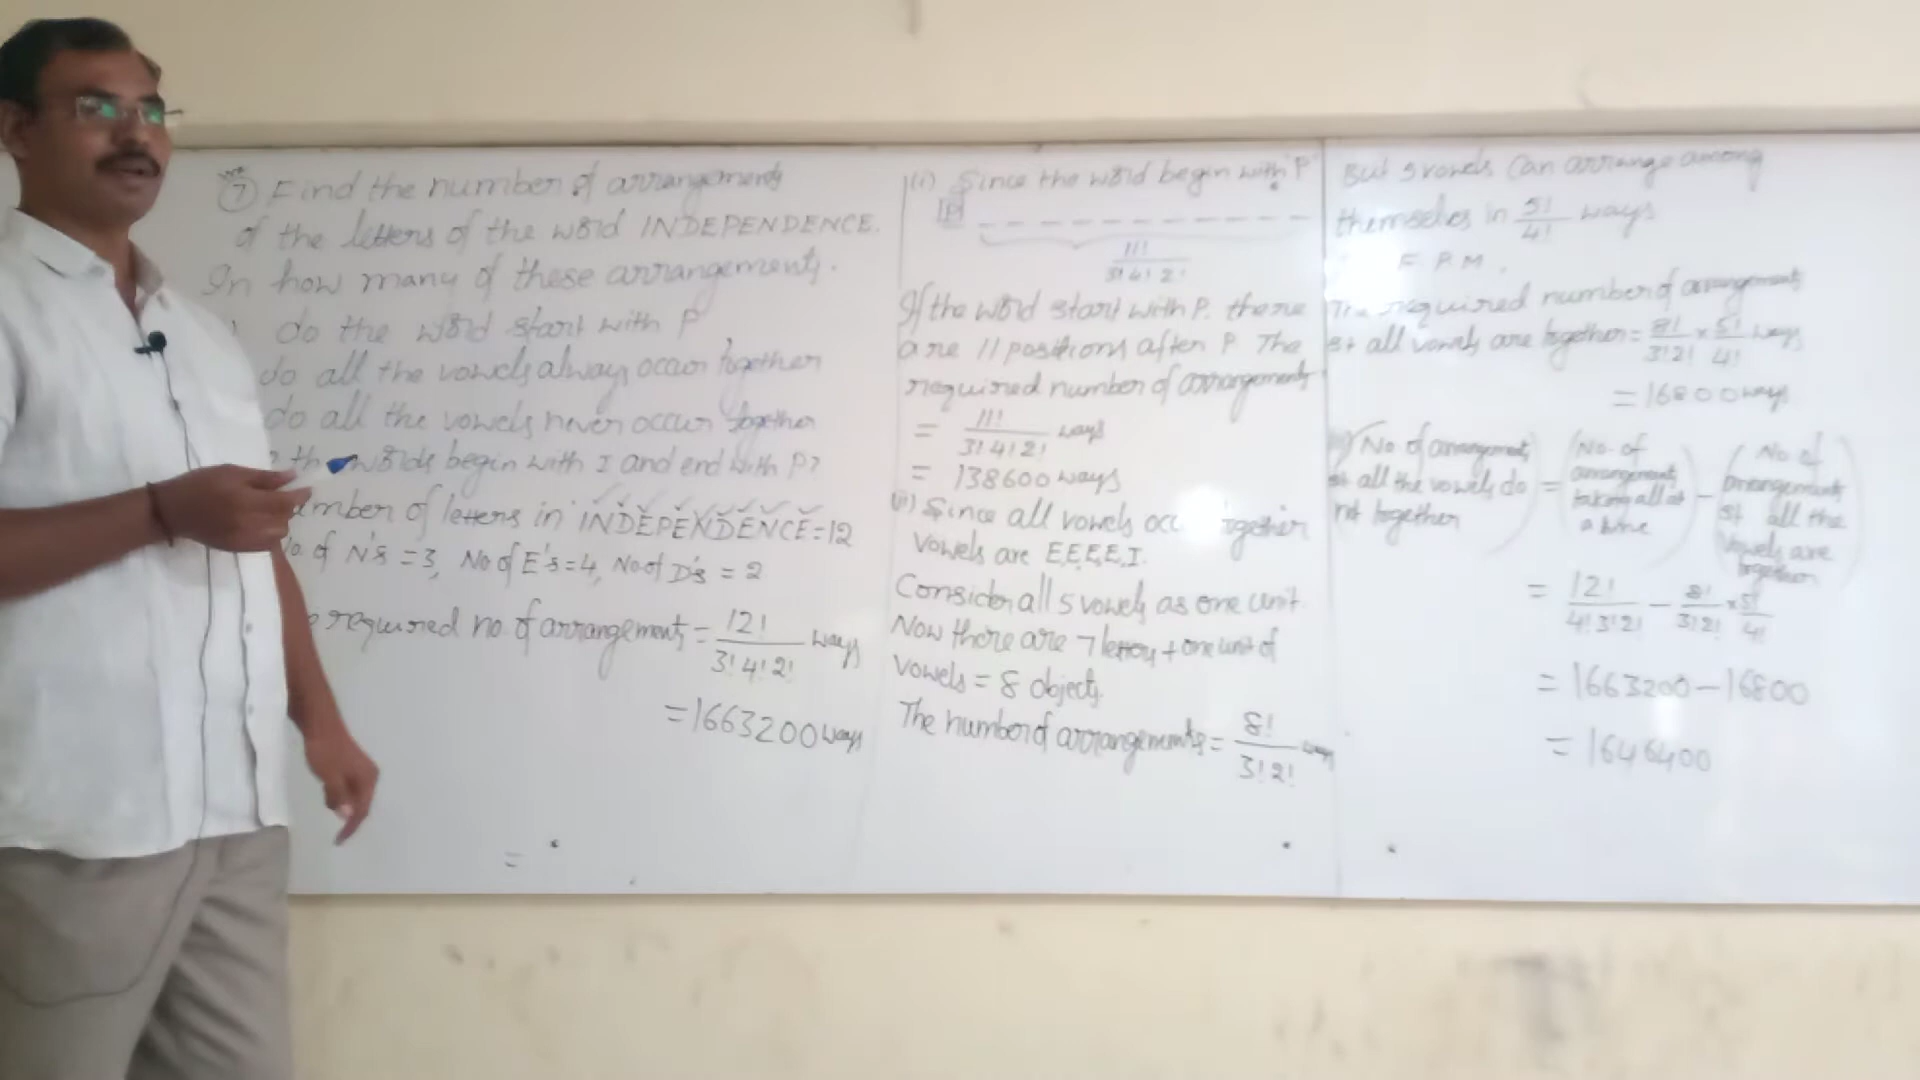 7 Find the number of arrangements
of the letters of the word INDEPENDENCE.
In how many of these arrangements.
do the word start with P
do all the vowels always occur together
do all the vowels never occur together
words begin with I and end with P?
umber of letters in INDEPENDENCE=12
No. of N's =3, No of E's=4, No of D's = 2
e required no. of arrangements = 12! / 3! 4! 2! ways
=1663200 ways
=
(i) Since the word begin with 'P'
P _ _ _ _ _ _ _ _ _ _ _
11! / 3! 4! 2!
If the word start with P. there
are 11 positions after P The
required number of arrangements
= 11! / 3! 4! 2! ways
= 138600 ways
(ii) Since all vowels occ together
vowels are E,E,E,E,I.
Consider all 5 vowels as one unit.
Now there are 7 letters + one unit of
vowels = 8 objects.
The number of arrangements = 8! / 3! 2! ways
But 5 vowels can arrange among
themselves in 5! / 4! ways
F P M,
The required number of arrangements
st all vowels are together = 8! / 3! 2! × 5! / 4! ways
= 16800 ways
No of arrangements st all the vowels do not together = (No. of arrangements taking all at a time) - (No of arrangements st all the vowels are together)
= 12! / 4! 3! 2! - 8! / 3! 2! × 5! / 4!
= 1663200 - 16800
= 1646400